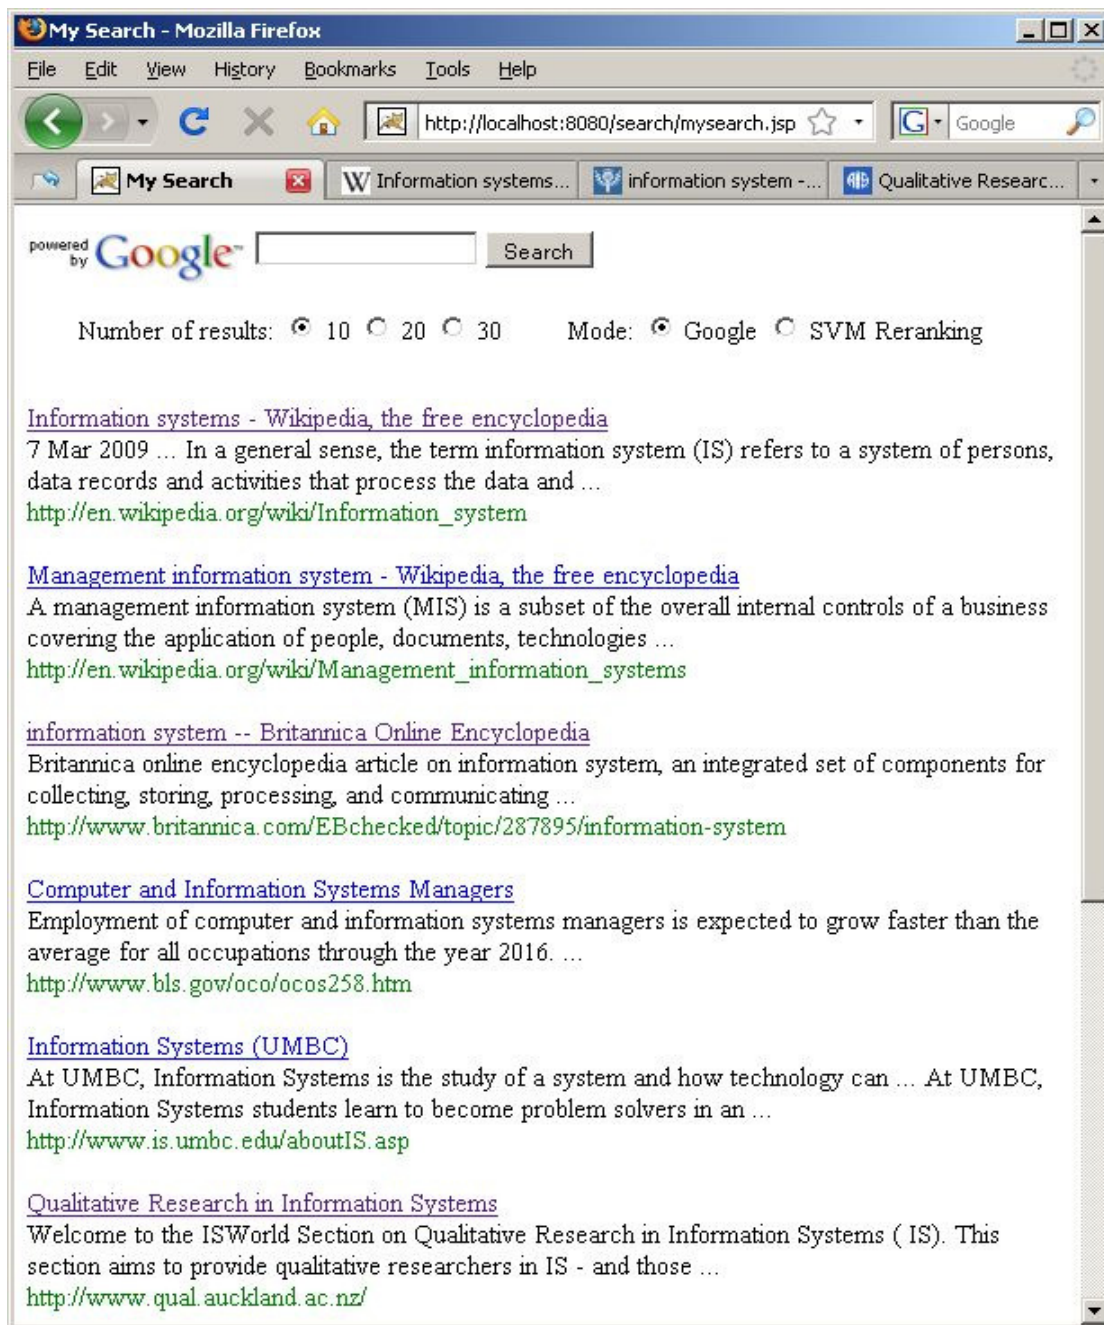 My Search - Mozilla Firefox
File Edit View History Bookmarks Tools Help
http://localhost:8080/search/mysearch.jsp G Google
My Search W Information systems... information system -... Qualitative Researc...
powered by Google™ Search
Number of results: 10 20 30 Mode: Google SVM Reranking
Information systems - Wikipedia, the free encyclopedia
7 Mar 2009 ... In a general sense, the term information system (IS) refers to a system of persons,
data records and activities that process the data and ...
http://en.wikipedia.org/wiki/Information_system
Management information system - Wikipedia, the free encyclopedia
A management information system (MIS) is a subset of the overall internal controls of a business
covering the application of people, documents, technologies ...
http://en.wikipedia.org/wiki/Management_information_systems
information system -- Britannica Online Encyclopedia
Britannica online encyclopedia article on information system, an integrated set of components for
collecting, storing, processing, and communicating ...
http://www.britannica.com/EBchecked/topic/287895/information-system
Computer and Information Systems Managers
Employment of computer and information systems managers is expected to grow faster than the
average for all occupations through the year 2016. ...
http://www.bls.gov/oco/ocos258.htm
Information Systems (UMBC)
At UMBC, Information Systems is the study of a system and how technology can ... At UMBC,
Information Systems students learn to become problem solvers in an ...
http://www.is.umbc.edu/aboutIS.asp
Qualitative Research in Information Systems
Welcome to the ISWorld Section on Qualitative Research in Information Systems ( IS). This
section aims to provide qualitative researchers in IS - and those ...
http://www.qual.auckland.ac.nz/